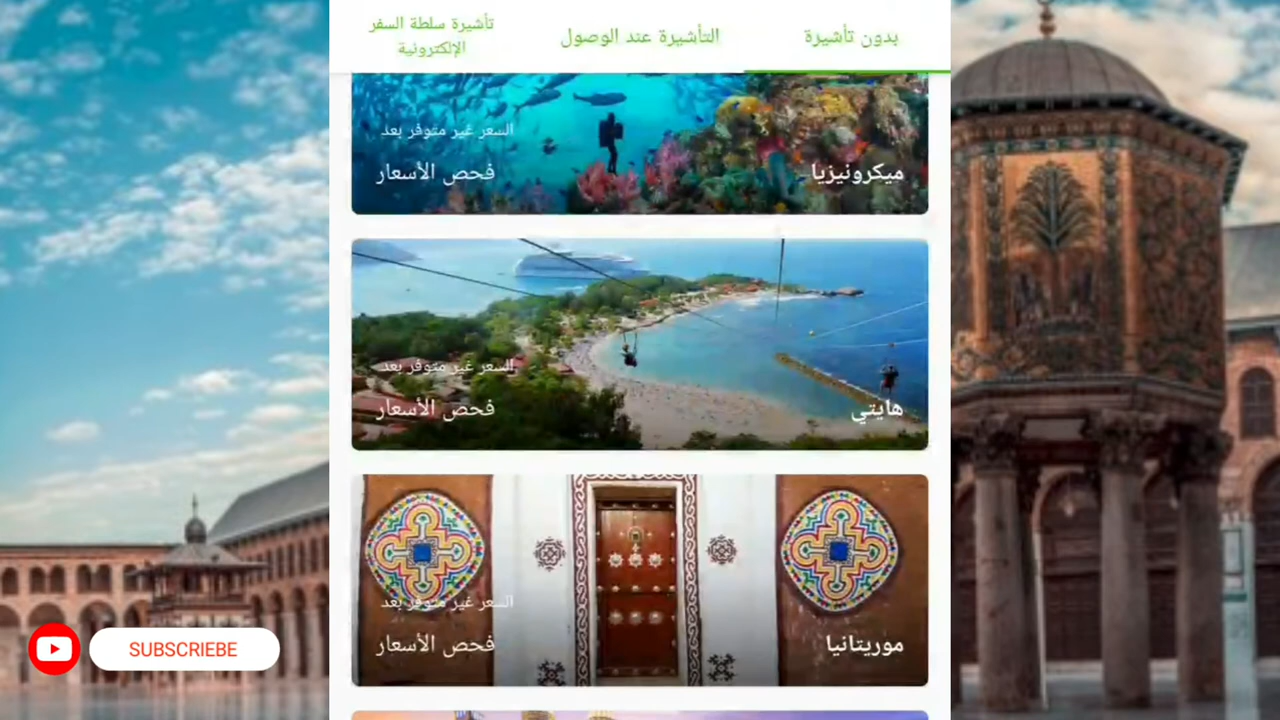 بدون تأشيرة
التأشيرة عند الوصول
تأشيرة سلطة السفر
الإلكترونية
السعر غير متوفر بعد
ميكرونيزيا
فحص الأسعار
السعر غير متوفر بعد
هايتي
فحص الأسعار
السعر غير متوفر بعد
موريتانيا
فحص الأسعار
SUBSCRIEBE